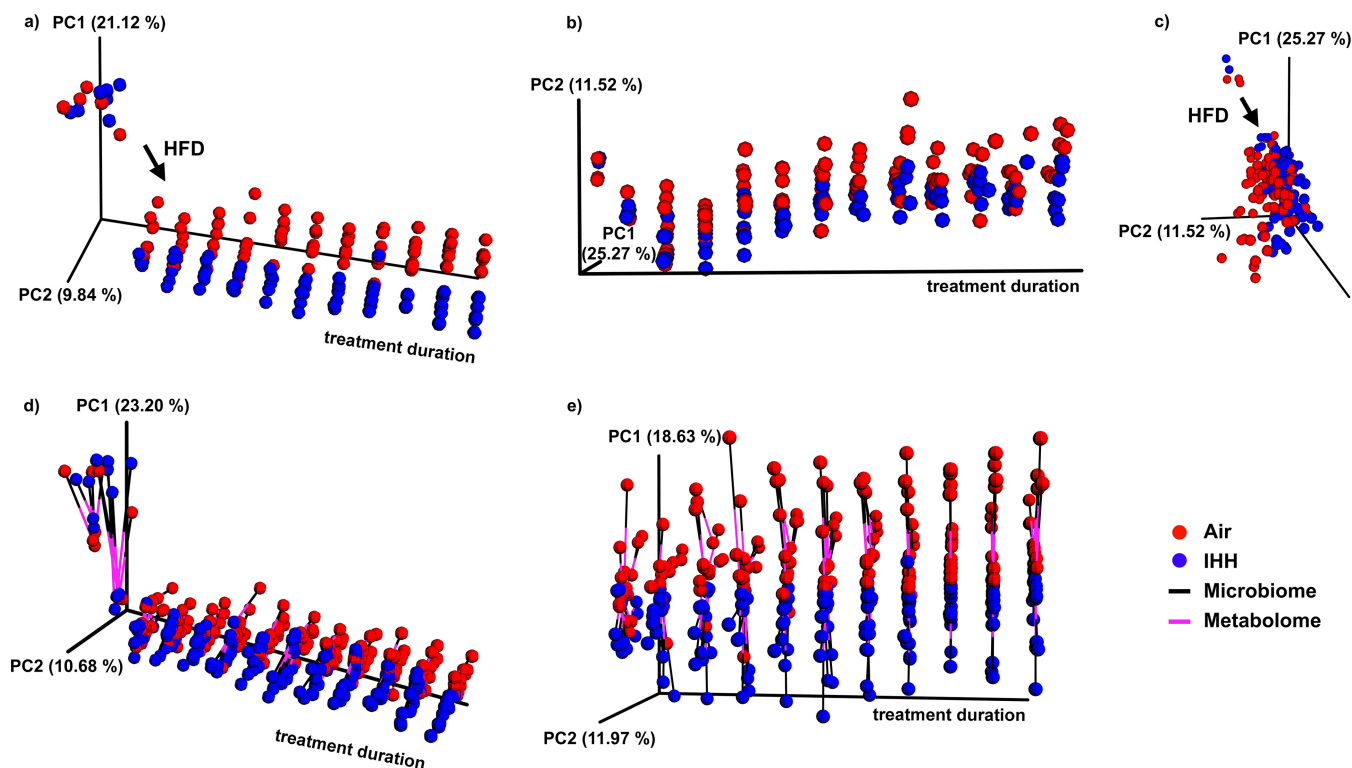 a)
PC1 (21.12 %)
HFD
PC2 (9.84 %)
treatment duration
b)
PC2 (11.52 %)
PC1
(25.27 %)
treatment duration
c)
PC1 (25.27 %)
HFD
PC2 (11.52 %)
d)
PC1 (23.20 %)
PC2 (10.68 %)
treatment duration
e)
PC1 (18.63 %)
PC2 (11.97 %)
treatment duration
Air
IHH
Microbiome
Metabolome